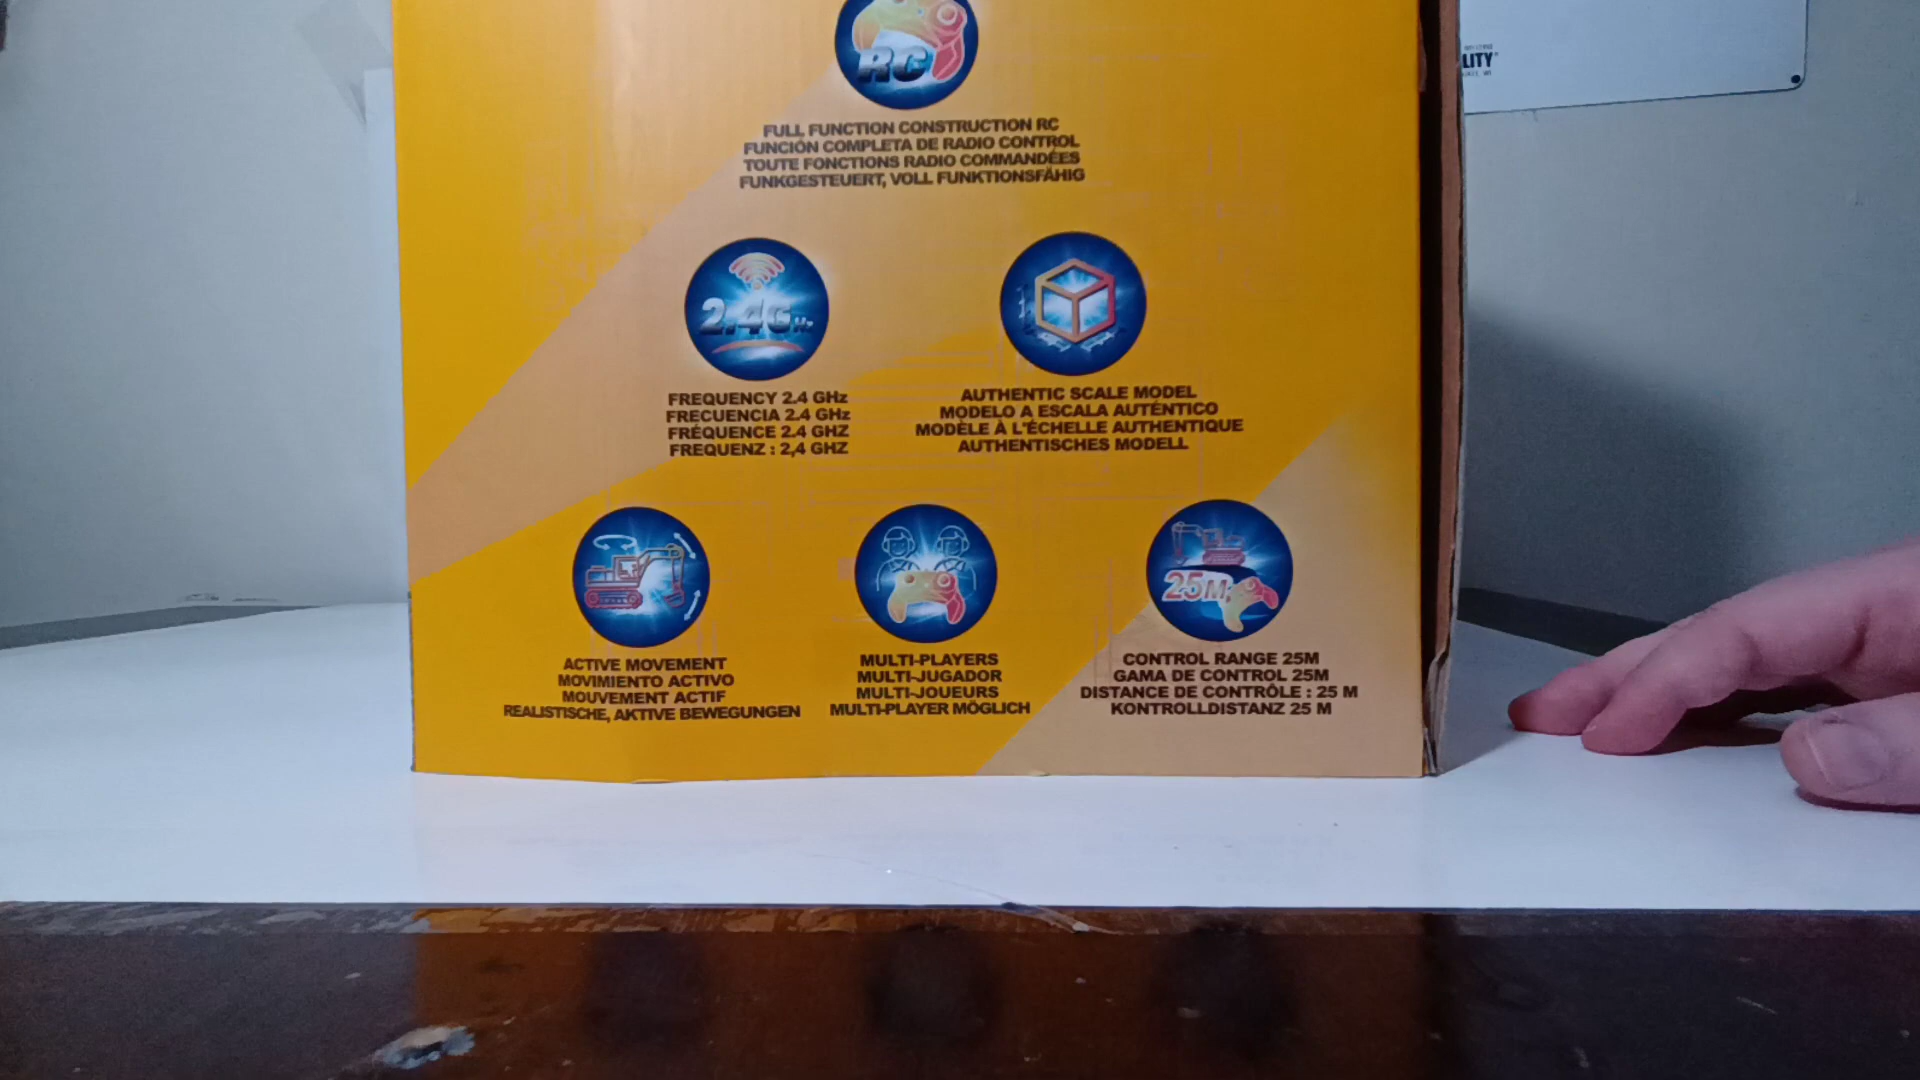 RC
LITY
FULL FUNCTION CONSTRUCTION RC
FUNCIÓN COMPLETA DE RADIO CONTROL
TOUTE FONCTIONS RADIO COMMANDÉES
FUNKGESTEUERT, VOLL FUNKTIONSFÄHIG
2.4GHz
FREQUENCY 2.4 GHz
FRECUENCIA 2.4 GHz
FRÉQUENCE 2.4 GHZ
FREQUENZ : 2,4 GHZ
AUTHENTIC SCALE MODEL
MODELO A ESCALA AUTÉNTICO
MODÈLE À L'ÉCHELLE AUTHENTIQUE
AUTHENTISCHES MODELL
ACTIVE MOVEMENT
MOVIMIENTO ACTIVO
MOUVEMENT ACTIF
REALISTISCHE, AKTIVE BEWEGUNGEN
MULTI-PLAYERS
MULTI-JUGADOR
MULTI-JOUEURS
MULTI-PLAYER MÖGLICH
25M
CONTROL RANGE 25M
GAMA DE CONTROL 25M
DISTANCE DE CONTRÔLE : 25 M
KONTROLLDISTANZ 25 M